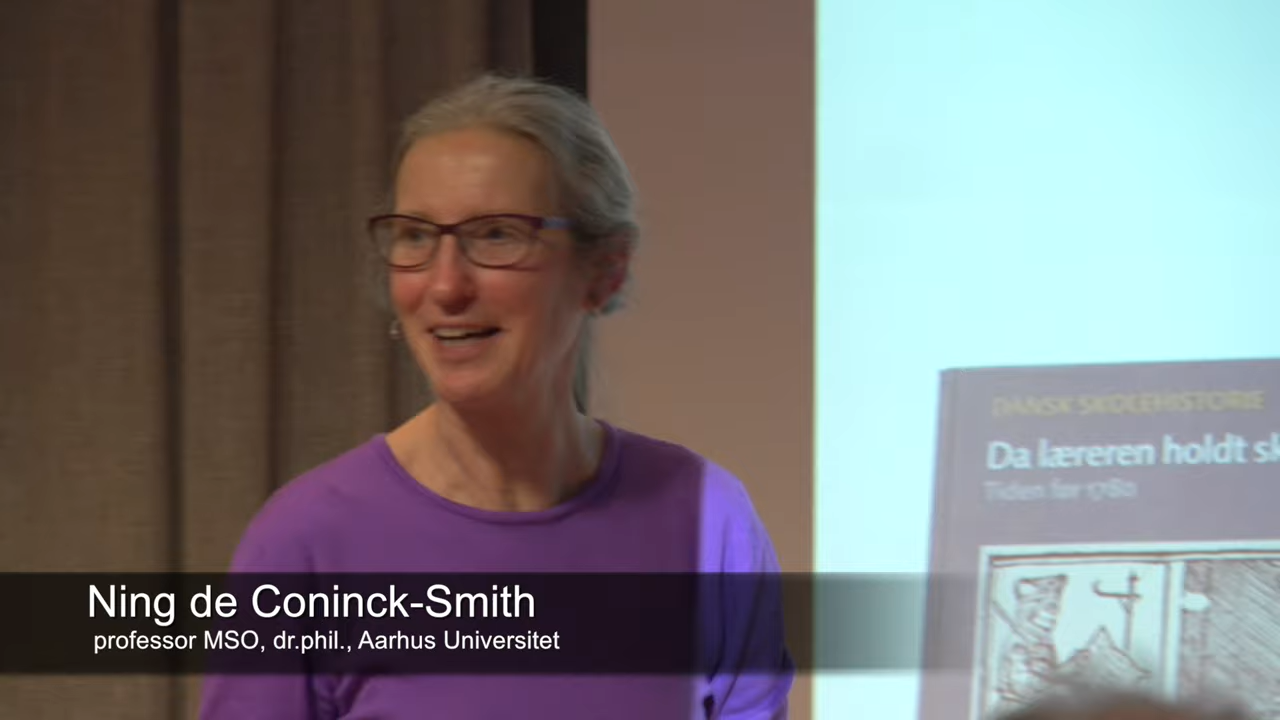 DANSK SKOLEHISTORIE
Da læreren holdt sk
Tiden før 1780
Ning de Coninck-Smith
professor MSO, dr.phil., Aarhus Universitet